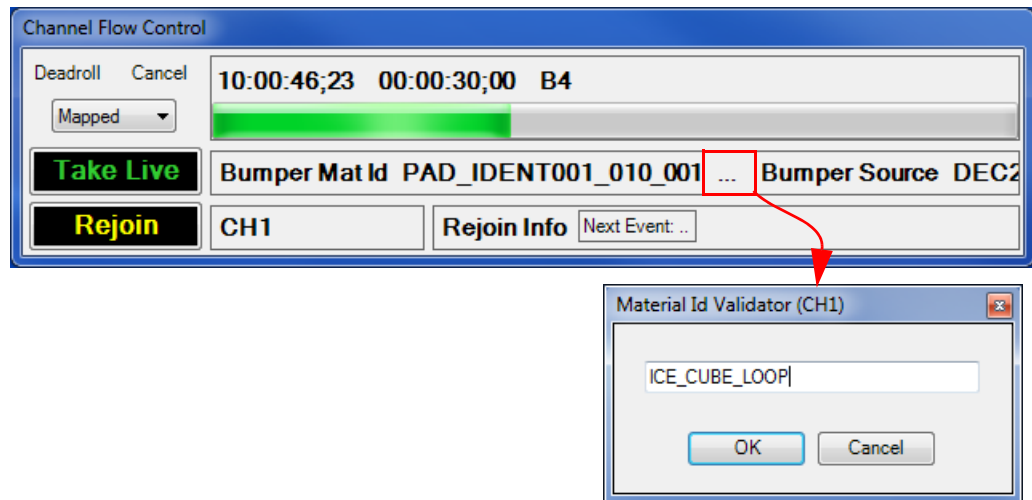 Channel Flow Control
Deadroll Cancel
10:00:46;23 00:00:30;00 B4
Mapped
Take Live
Bumper Mat Id PAD_IDENT001_010_001 ... Bumper Source DEC2
Rejoin
CH1
Rejoin Info Next Event: ..
Material Id Validator (CH1)
ICE_CUBE_LOOP
OK Cancel